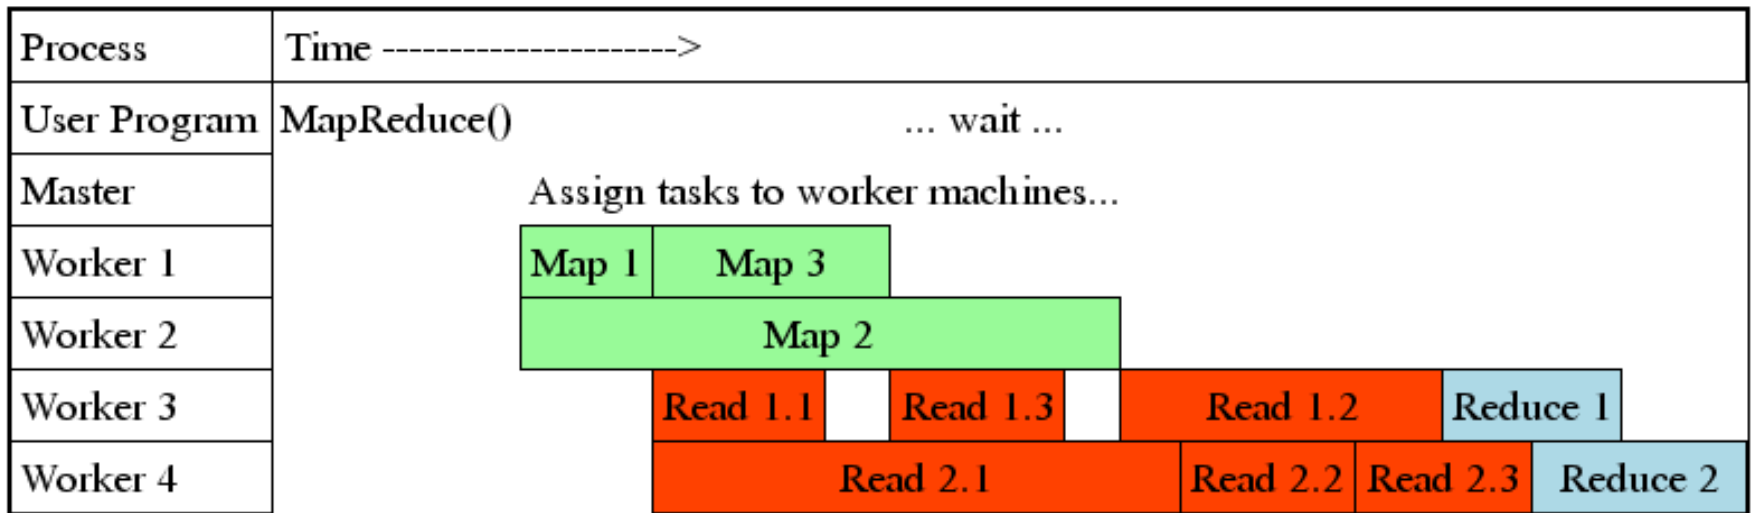 Process Time ---------------------->
User Program MapReduce() ... wait ...
Master Assign tasks to worker machines...
Worker 1 Map 1 Map 3
Worker 2 Map 2
Worker 3 Read 1.1 Read 1.3 Read 1.2 Reduce 1
Worker 4 Read 2.1 Read 2.2 Read 2.3 Reduce 2